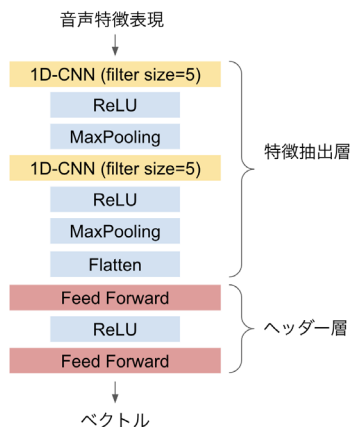 音声特徴表現
1D-CNN (filter size=5)
ReLU
MaxPooling
1D-CNN (filter size=5)
ReLU
MaxPooling
Flatten
特徴抽出層
Feed Forward
ReLU
Feed Forward
ヘッダー層
ベクトル